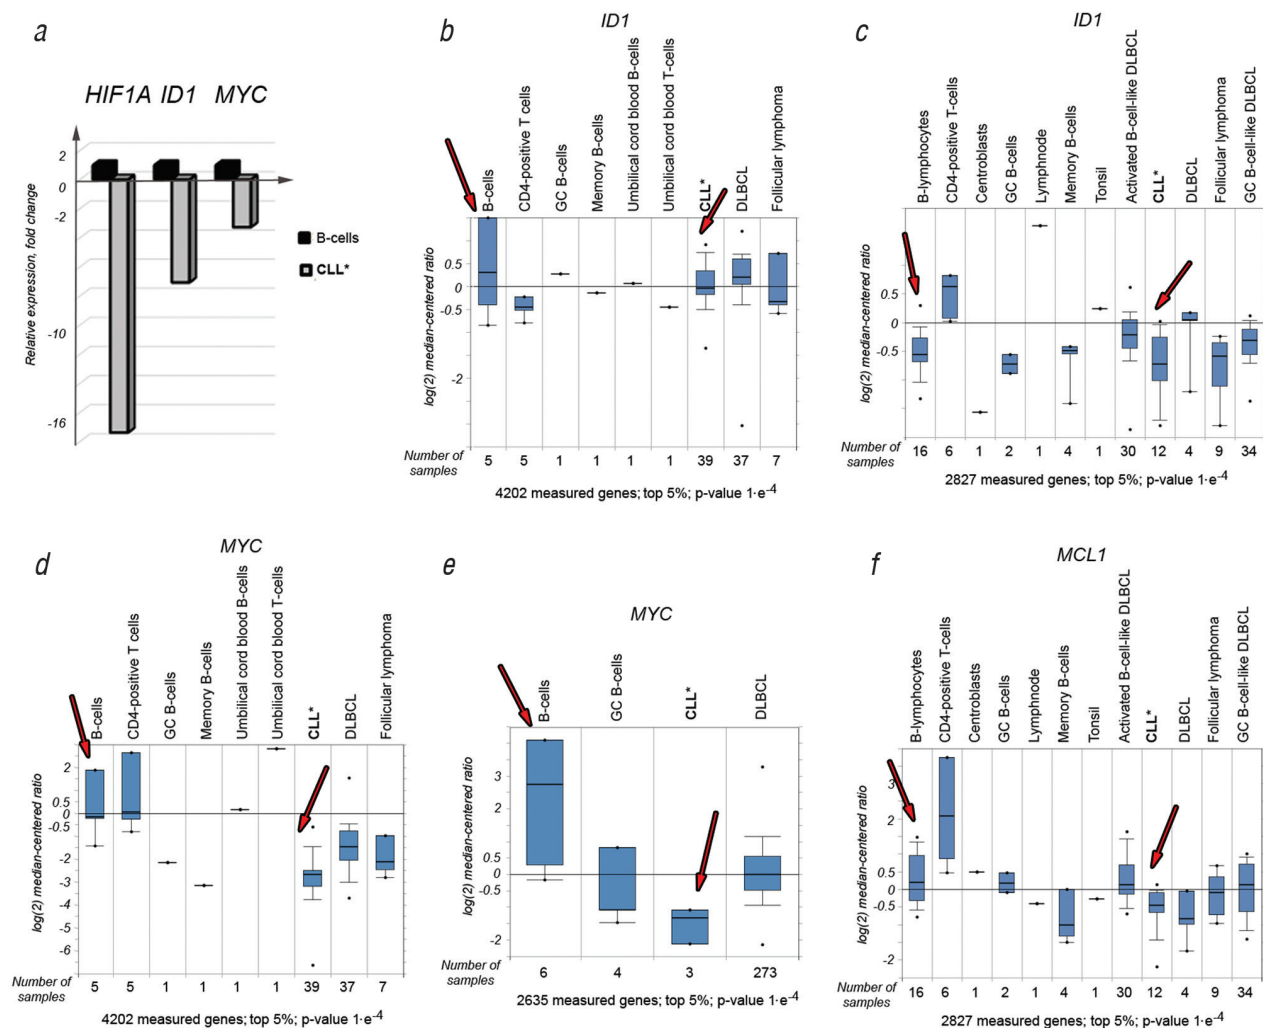 a
HIF1A ID1 MYC
Relative expression, fold change
2
0
-2
-10
-16
B-cells
CLL*
b
ID1
B-cells
CD4-positive T cells
GC B-cells
Memory B-cells
Umbilical cord blood B-cells
Umbilical cord blood T-cells
CLL*
DLBCL
Follicular lymphoma
log(2) median-centered ratio
0.5
0
-0.5
-2
Number of
samples
5 5 1 1 1 1 39 37 7
4202 measured genes; top 5%; p-value 1·e-4
c
ID1
B-lymphocytes
CD4-positive T-cells
Centroblasts
GC B-cells
Lymphnode
Memory B-cells
Tonsil
Activated B-cell-like DLBCL
CLL*
DLBCL
Follicular lymphoma
GC B-cell-like DLBCL
log(2) median-centered ratio
0.5
0
-0.5
Number of
samples
16 6 1 2 1 4 1 30 12 4 9 34
2827 measured genes; top 5%; p-value 1·e-4
d
MYC
B-cells
CD4-positive T cells
GC B-cells
Memory B-cells
Umbilical cord blood B-cells
Umbilical cord blood T-cells
CLL*
DLBCL
Follicular lymphoma
log(2) median-centered ratio
2
0.5
0
-0.5
-2
-3
-4
-5
-6
Number of
samples
5 5 1 1 1 1 39 37 7
4202 measured genes; top 5%; p-value 1·e-4
e
MYC
B-cells
GC B-cells
CLL*
DLBCL
log(2) median-centered ratio
3
2
0.5
0
-0.5
-2
Number of
samples
6 4 3 273
2635 measured genes; top 5%; p-value 1·e-4
f
MCL1
B-lymphocytes
CD4-positive T-cells
Centroblasts
GC B-cells
Lymphnode
Memory B-cells
Tonsil
Activated B-cell-like DLBCL
CLL*
DLBCL
Follicular lymphoma
GC B-cell-like DLBCL
log(2) median-centered ratio
3
2
0.5
0
-0.5
-2
Number of
samples
16 6 1 2 1 4 1 30 12 4 9 34
2827 measured genes; top 5%; p-value 1·e-4